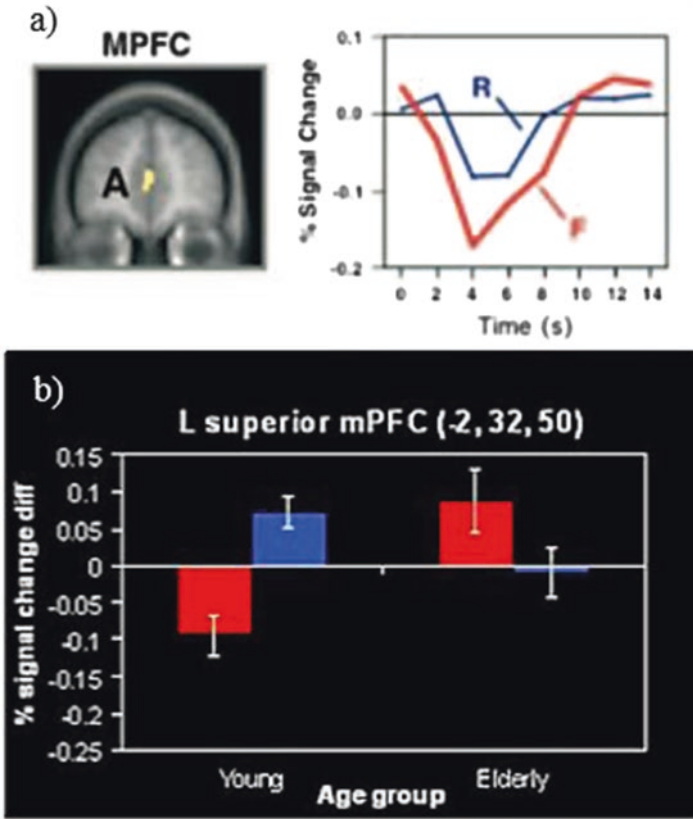 a)
MPFC
A
% Signal Change
0.1
0.0
-0.1
-0.2
R
F
0 2 4 6 8 10 12 14
Time (s)
b)
L superior mPFC (-2, 32, 50)
% signal change diff
0.15
0.1
0.05
0
-0.05
-0.1
-0.15
-0.2
-0.25
Young Elderly
Age group